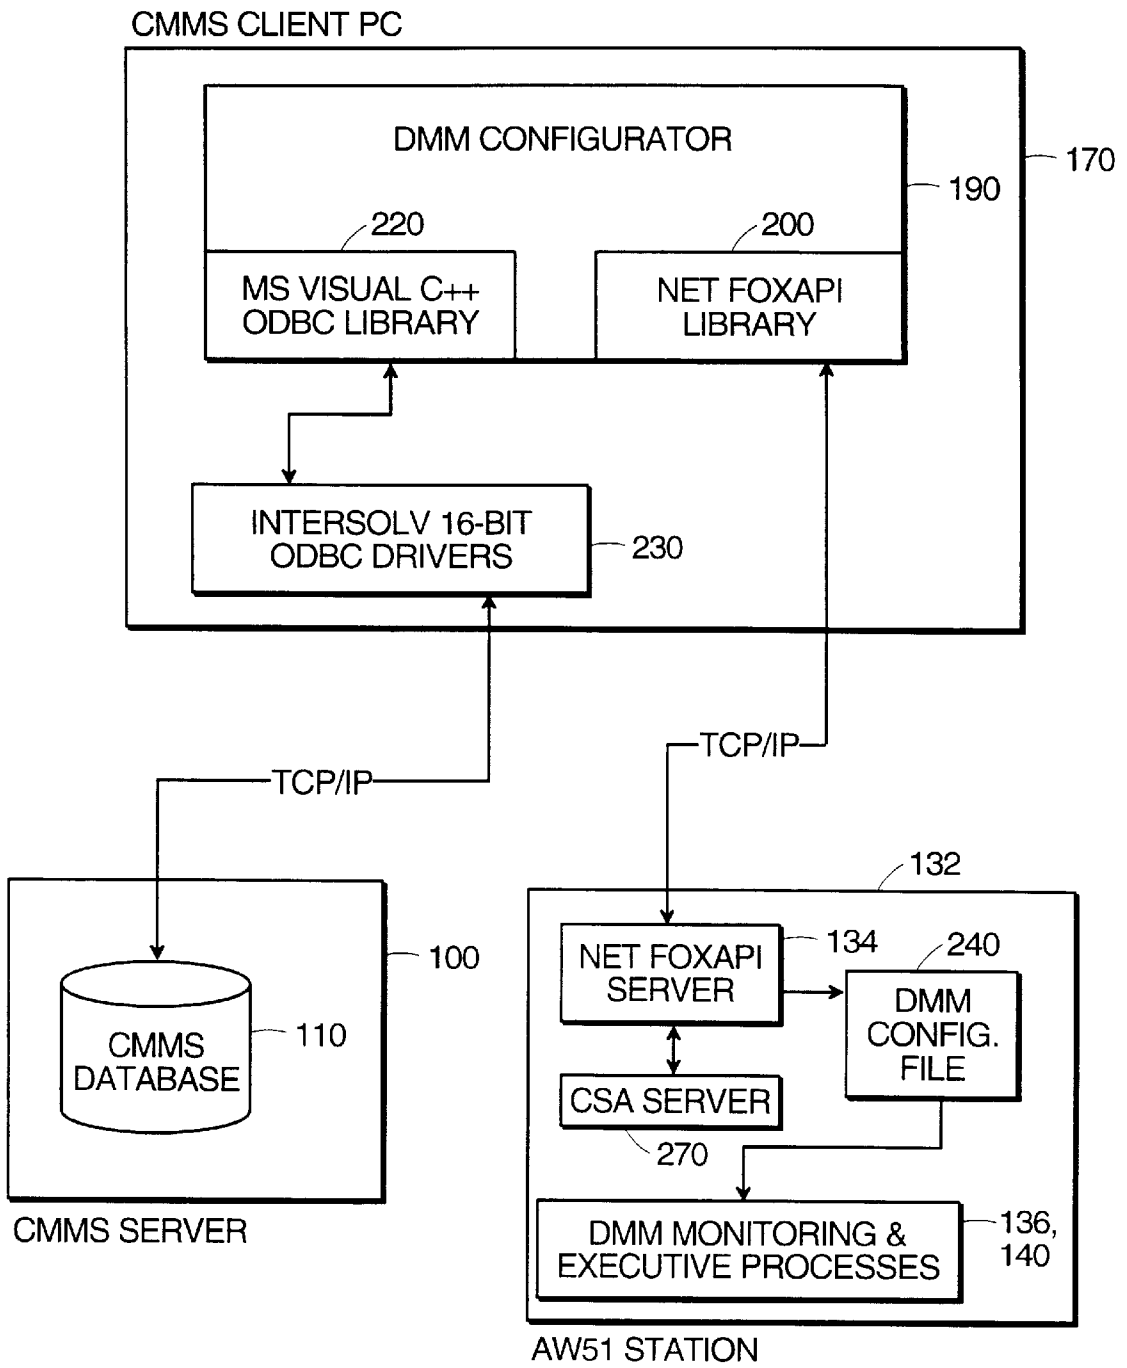 CMMS CLIENT PC
DMM CONFIGURATOR
170
190
220
200
MS VISUAL C++
ODBC LIBRARY
NET FOXAPI
LIBRARY
INTERSOLV 16-BIT
ODBC DRIVERS
230
TCP/IP
TCP/IP
132
100
NET FOXAPI
SERVER
134
240
DMM
CONFIG.
FILE
CMMS
DATABASE
110
CSA SERVER
270
CMMS SERVER
DMM MONITORING &
EXECUTIVE PROCESSES
136,
140
AW51 STATION